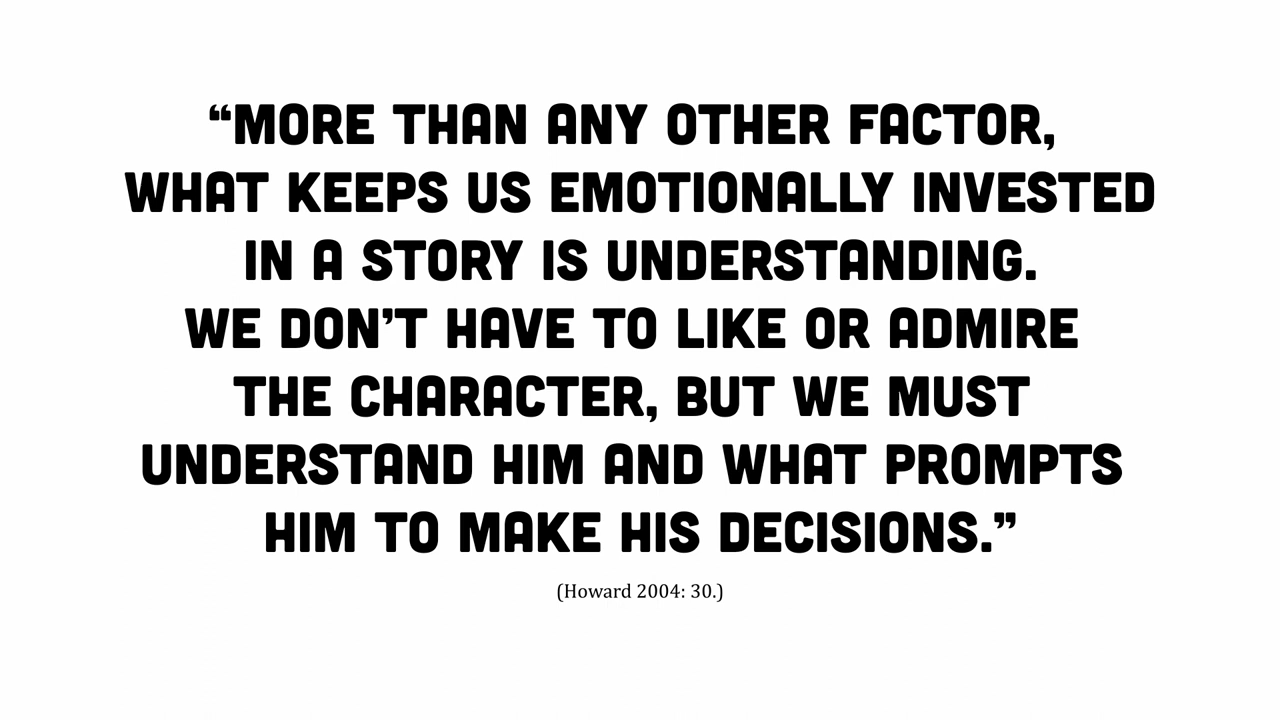 “MORE THAN ANY OTHER FACTOR,
WHAT KEEPS US EMOTIONALLY INVESTED
IN A STORY IS UNDERSTANDING.
WE DON’T HAVE TO LIKE OR ADMIRE
THE CHARACTER, BUT WE MUST
UNDERSTAND HIM AND WHAT PROMPTS
HIM TO MAKE HIS DECISIONS.”
(Howard 2004: 30.)